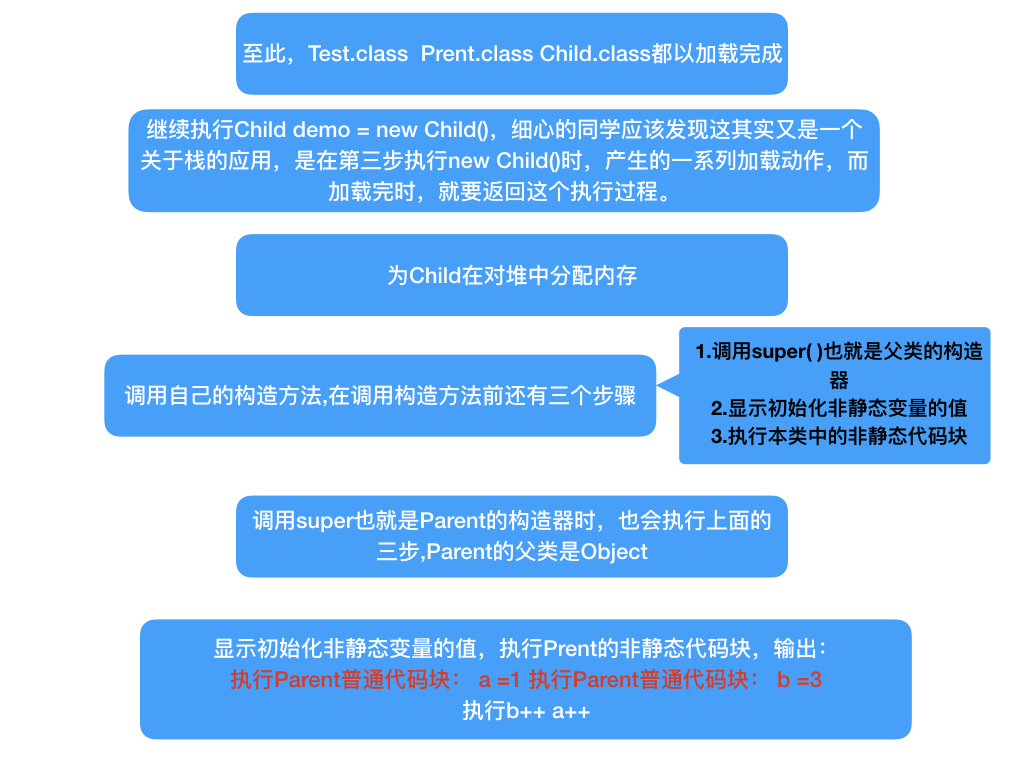 至此，Test.class  Prent.class Child.class都以加载完成
继续执行Child demo = new Child()，细心的同学应该发现这其实又是一个
关于栈的应用，是在第三步执行new Child()时，产生的一系列加载动作，而
加载完时，就要返回这个执行过程。
为Child在对堆中分配内存
调用自己的构造方法,在调用构造方法前还有三个步骤
1.调用super( )也就是父类的构造
器
2.显示初始化非静态变量的值
3.执行本类中的非静态代码块
调用super也就是Parent的构造器时，也会执行上面的
三步,Parent的父类是Object
显示初始化非静态变量的值，执行Prent的非静态代码块，输出：
执行Parent普通代码块： a =1 执行Parent普通代码块： b =3
执行b++ a++